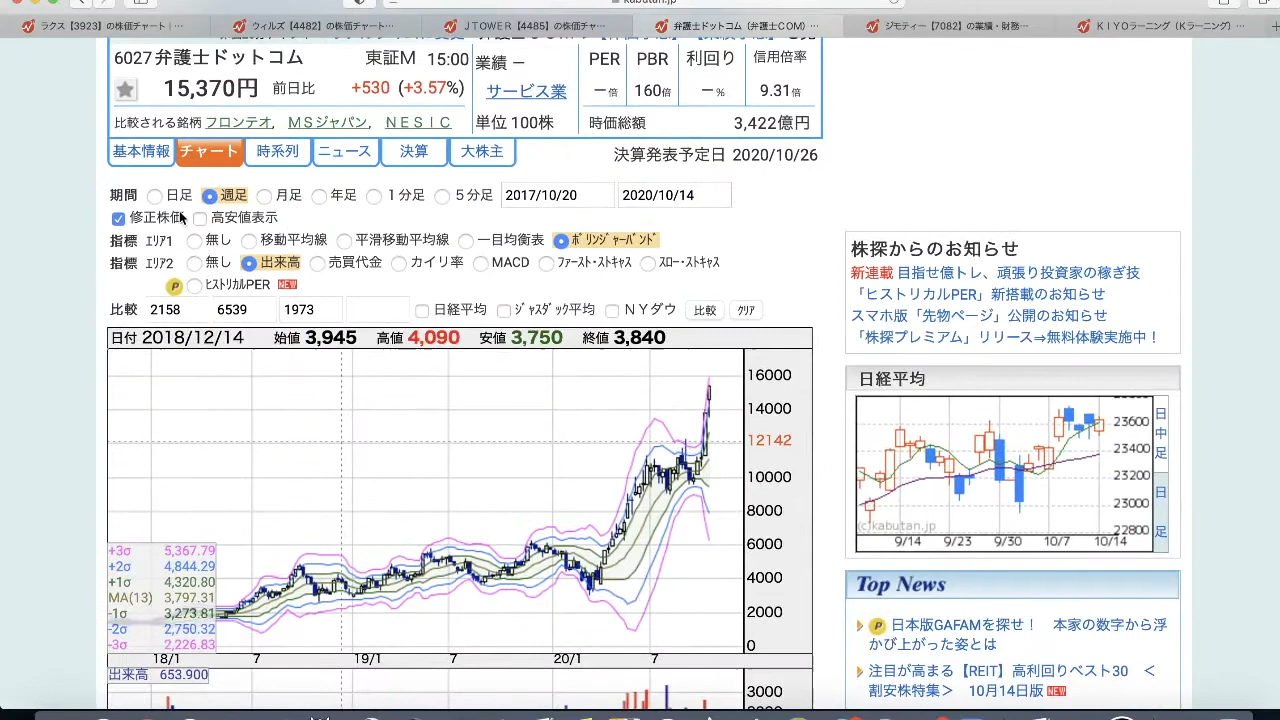 kabutan.jp
ラクス【3923】の株価チャート｜…
ウィルズ【4482】の株価チャート…
ＪTOWER【4485】の株価チャ…
弁護士ドットコム（弁護士ＣＯＭ）…
ジモティー【7082】の業績・財務…
ＫＩＹＯラーニング（Ｋラーニング）…
6027 弁護士ドットコム 東証M 15:00
15,370円 前日比 +530 (+3.57%)
比較される銘柄 フロンテオ, ＭＳジャパン, ＮＥＳＩＣ
業績 －
サービス業
単位 100株
PER PBR 利回り 信用倍率
－倍 160倍 －% 9.31倍
時価総額 3,422億円
基本情報 チャート 時系列 ニュース 決算 大株主
決算発表予定日 2020/10/26
期間 日足 週足 月足 年足 １分足 ５分足 2017/10/20 2020/10/14
修正株価 高安値表示
指標 ｴﾘｱ1 無し 移動平均線 平滑移動平均線 一目均衡表 ﾎﾞﾘﾝｼﾞｬｰﾊﾞﾝﾄﾞ
指標 ｴﾘｱ2 無し 出来高 売買代金 カイリ率 MACD ﾌｧｰｽﾄ･ｽﾄｷｬｽ ｽﾛｰ･ｽﾄｷｬｽ
P ﾋｽﾄﾘｶﾙPER NEW
比較 2158 6539 1973 日経平均 ｼﾞｬｽﾀﾞｯｸ平均 ＮＹダウ 比較 ｸﾘｱ
日付 2018/12/14 始値 3,945 高値 4,090 安値 3,750 終値 3,840
16000
14000
12142
10000
8000
6000
4000
2000
0
+3σ 5,367.79
+2σ 4,844.29
+1σ 4,320.80
MA(13) 3,797.31
-1σ 3,273.81
-2σ 2,750.32
-3σ 2,226.83
18/1 7 19/1 7 20/1 7
出来高 653.900
3000
株探からのお知らせ
新連載 目指せ億トレ、頑張り投資家の稼ぎ技
「ヒストリカルPER」新搭載のお知らせ
スマホ版「先物ページ」公開のお知らせ
「株探プレミアム」リリース⇒無料体験実施中！
日経平均
23600
23400
23200
23000
22800
(c)kabutan.jp
9/14 9/23 9/30 10/7 10/14
日中足
日足
Top News
P 日本版GAFAMを探せ！　本家の数字から浮
かび上がった姿とは
注目が高まる【REIT】高利回りベスト30　＜
割安株特集＞　10月14日版 NEW